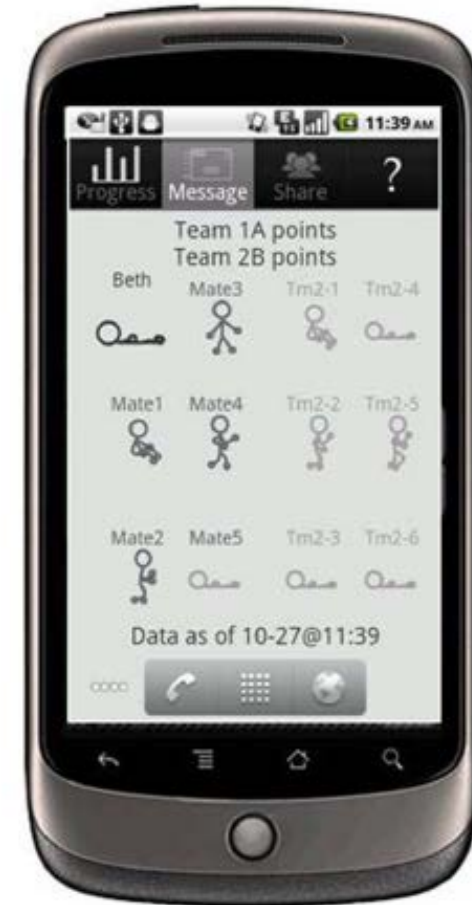 11:39 AM
Progress Message Share ?
Team 1A points
Team 2B points
Beth Mate3 Tm2-1 Tm2-4
Mate1 Mate4 Tm2-2 Tm2-5
Mate2 Mate5 Tm2-3 Tm2-6
Data as of 10-27@11:39